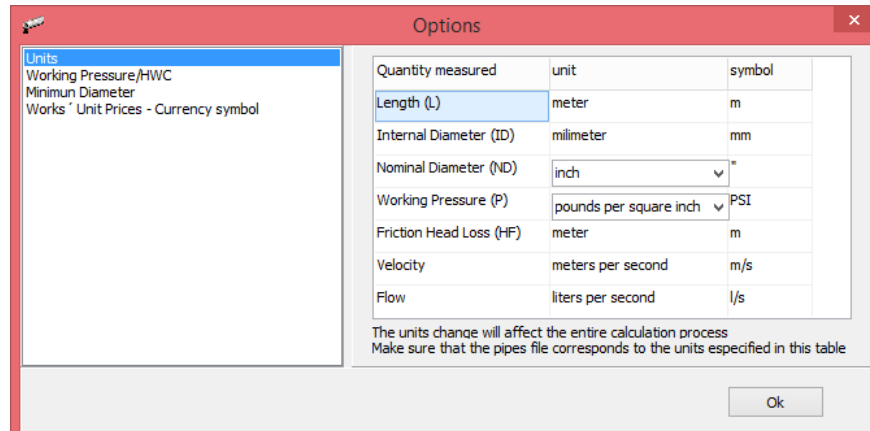 Options
Units
Working Pressure/HWC
Minimun Diameter
Works´ Unit Prices - Currency symbol
Quantity measured unit symbol
Length (L) meter m
Internal Diameter (ID) milimeter mm
Nominal Diameter (ND) inch "
Working Pressure (P) pounds per square inch PSI
Friction Head Loss (HF) meter m
Velocity meters per second m/s
Flow liters per second l/s
The units change will affect the entire calculation process
Make sure that the pipes file corresponds to the units especified in this table
Ok